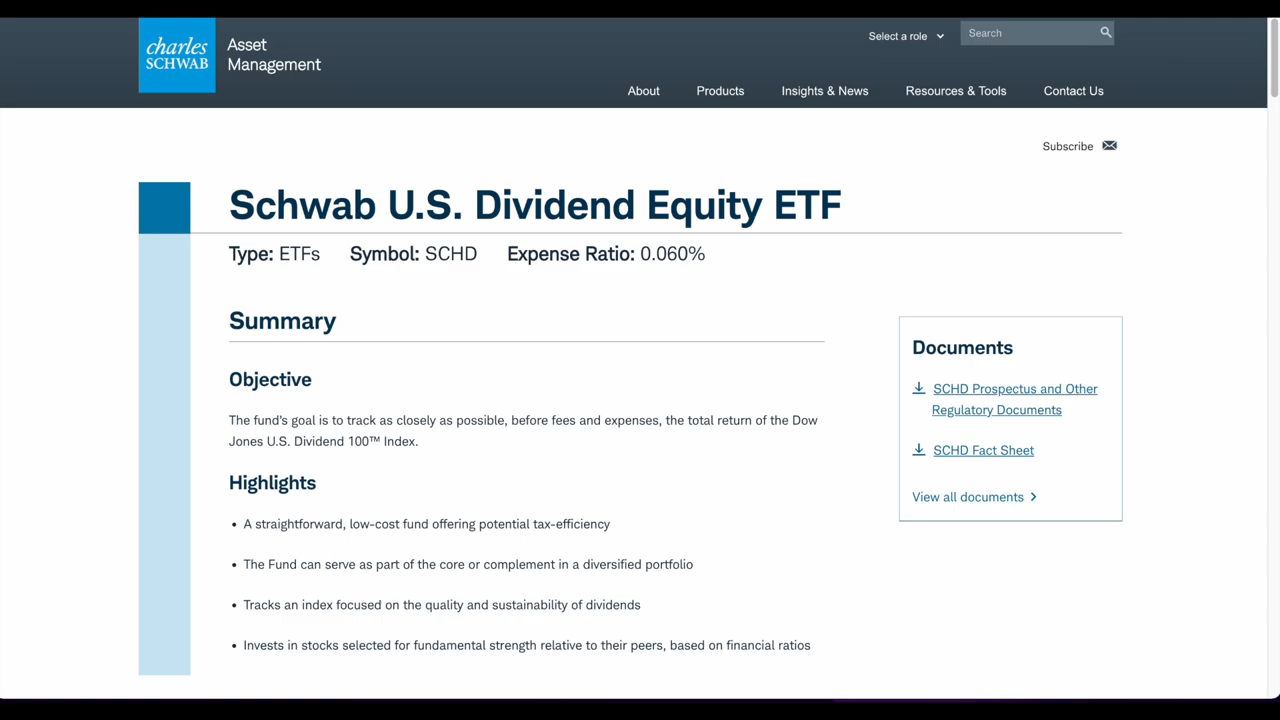 charles
SCHWAB
Asset
Management
Select a role
Search
About
Products
Insights & News
Resources & Tools
Contact Us
Subscribe
Schwab U.S. Dividend Equity ETF
Type: ETFs
Symbol: SCHD
Expense Ratio: 0.060%
Summary
Objective
The fund's goal is to track as closely as possible, before fees and expenses, the total return of the Dow
Jones U.S. Dividend 100™ Index.
Highlights
• A straightforward, low-cost fund offering potential tax-efficiency
• The Fund can serve as part of the core or complement in a diversified portfolio
• Tracks an index focused on the quality and sustainability of dividends
• Invests in stocks selected for fundamental strength relative to their peers, based on financial ratios
Documents
SCHD Prospectus and Other
Regulatory Documents
SCHD Fact Sheet
View all documents